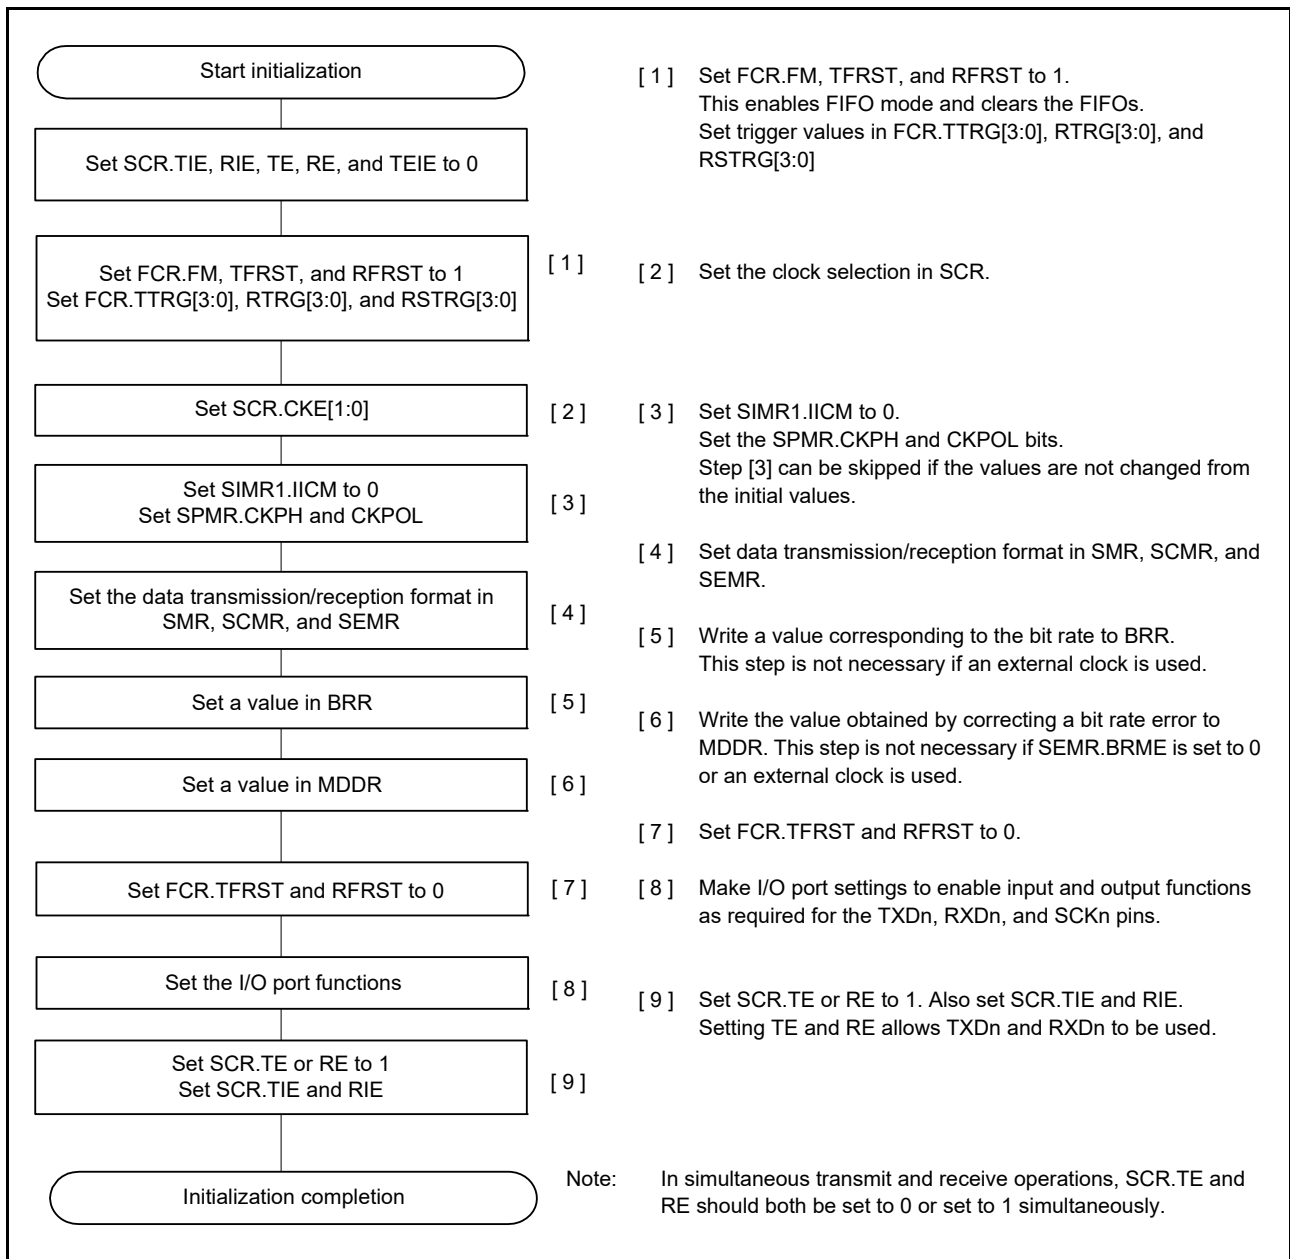 Start initialization
Set SCR.TIE, RIE, TE, RE, and TEIE to 0
Set FCR.FM, TFRST, and RFRST to 1
Set FCR.TTRG[3:0], RTRG[3:0], and RSTRG[3:0]
[ 1 ]
Set SCR.CKE[1:0]
[ 2 ]
Set SIMR1.IICM to 0
Set SPMR.CKPH and CKPOL
[ 3 ]
Set the data transmission/reception format in
SMR, SCMR, and SEMR
[ 4 ]
Set a value in BRR
[ 5 ]
Set a value in MDDR
[ 6 ]
Set FCR.TFRST and RFRST to 0
[ 7 ]
Set the I/O port functions
[ 8 ]
Set SCR.TE or RE to 1
Set SCR.TIE and RIE
[ 9 ]
Initialization completion
[ 1 ] Set FCR.FM, TFRST, and RFRST to 1.
This enables FIFO mode and clears the FIFOs.
Set trigger values in FCR.TTRG[3:0], RTRG[3:0], and
RSTRG[3:0]
[ 2 ] Set the clock selection in SCR.
[ 3 ] Set SIMR1.IICM to 0.
Set the SPMR.CKPH and CKPOL bits.
Step [3] can be skipped if the values are not changed from
the initial values.
[ 4 ] Set data transmission/reception format in SMR, SCMR, and
SEMR.
[ 5 ] Write a value corresponding to the bit rate to BRR.
This step is not necessary if an external clock is used.
[ 6 ] Write the value obtained by correcting a bit rate error to
MDDR. This step is not necessary if SEMR.BRME is set to 0
or an external clock is used.
[ 7 ] Set FCR.TFRST and RFRST to 0.
[ 8 ] Make I/O port settings to enable input and output functions
as required for the TXDn, RXDn, and SCKn pins.
[ 9 ] Set SCR.TE or RE to 1. Also set SCR.TIE and RIE.
Setting TE and RE allows TXDn and RXDn to be used.
Note: In simultaneous transmit and receive operations, SCR.TE and
RE should both be set to 0 or set to 1 simultaneously.